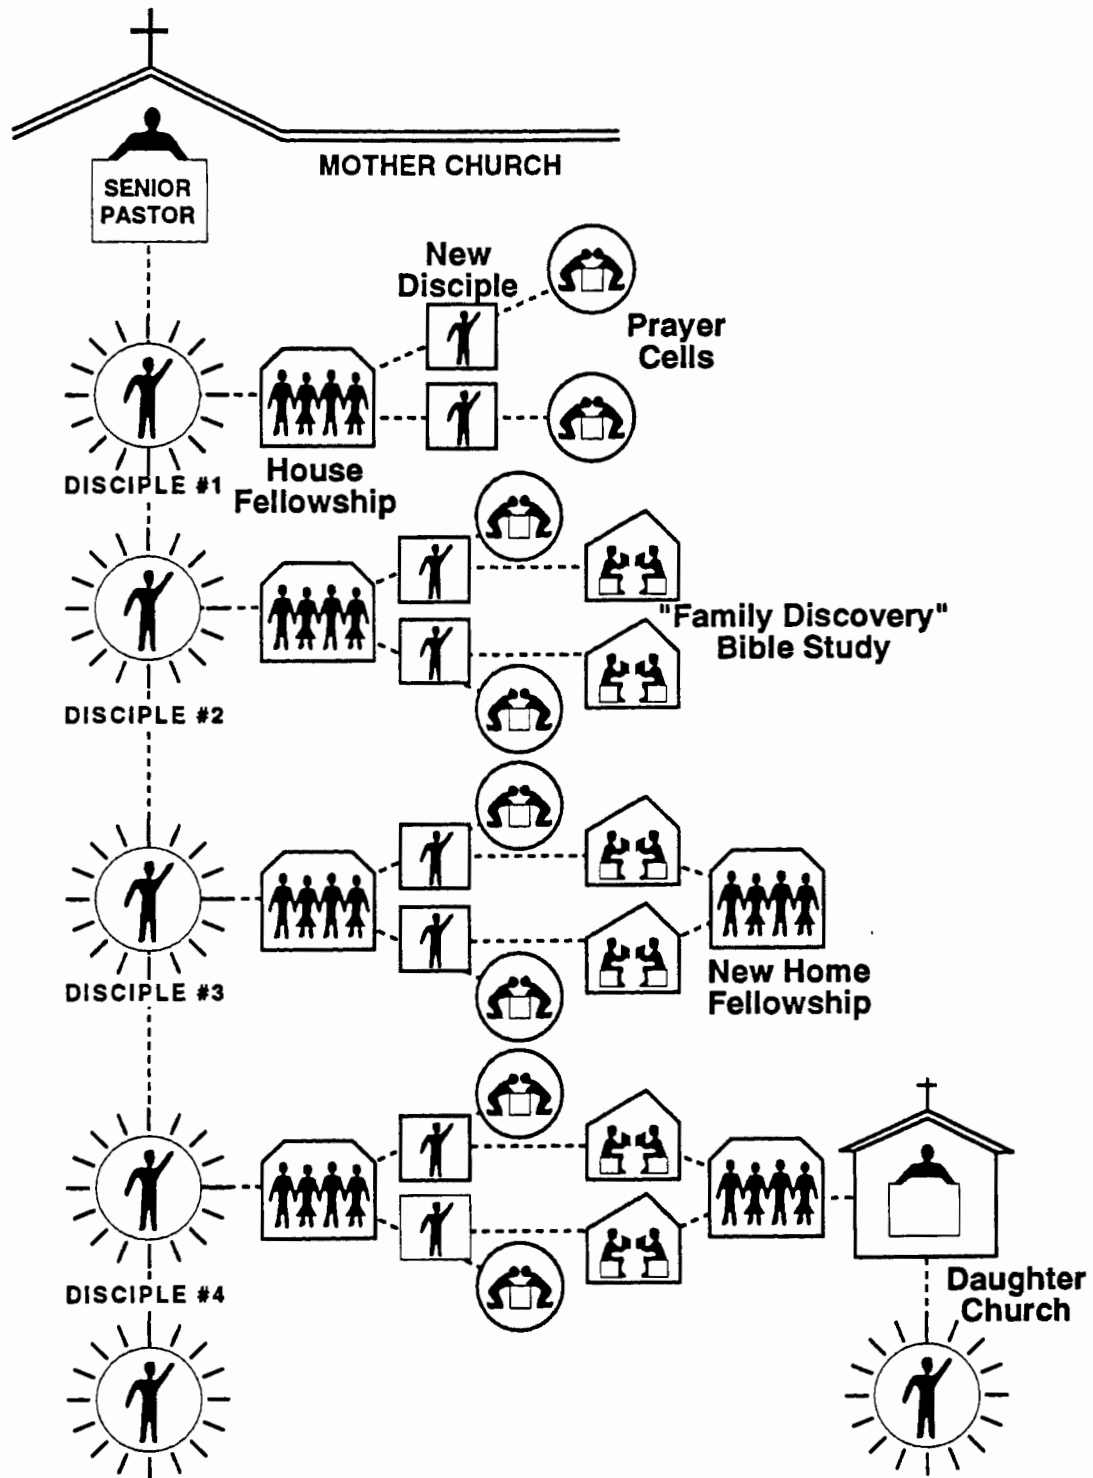 MOTHER CHURCH
SENIOR
PASTOR
New
Disciple
Prayer
Cells
DISCIPLE #1
House
Fellowship
"Family Discovery"
Bible Study
DISCIPLE #2
DISCIPLE #3
New Home
Fellowship
DISCIPLE #4
Daughter
Church